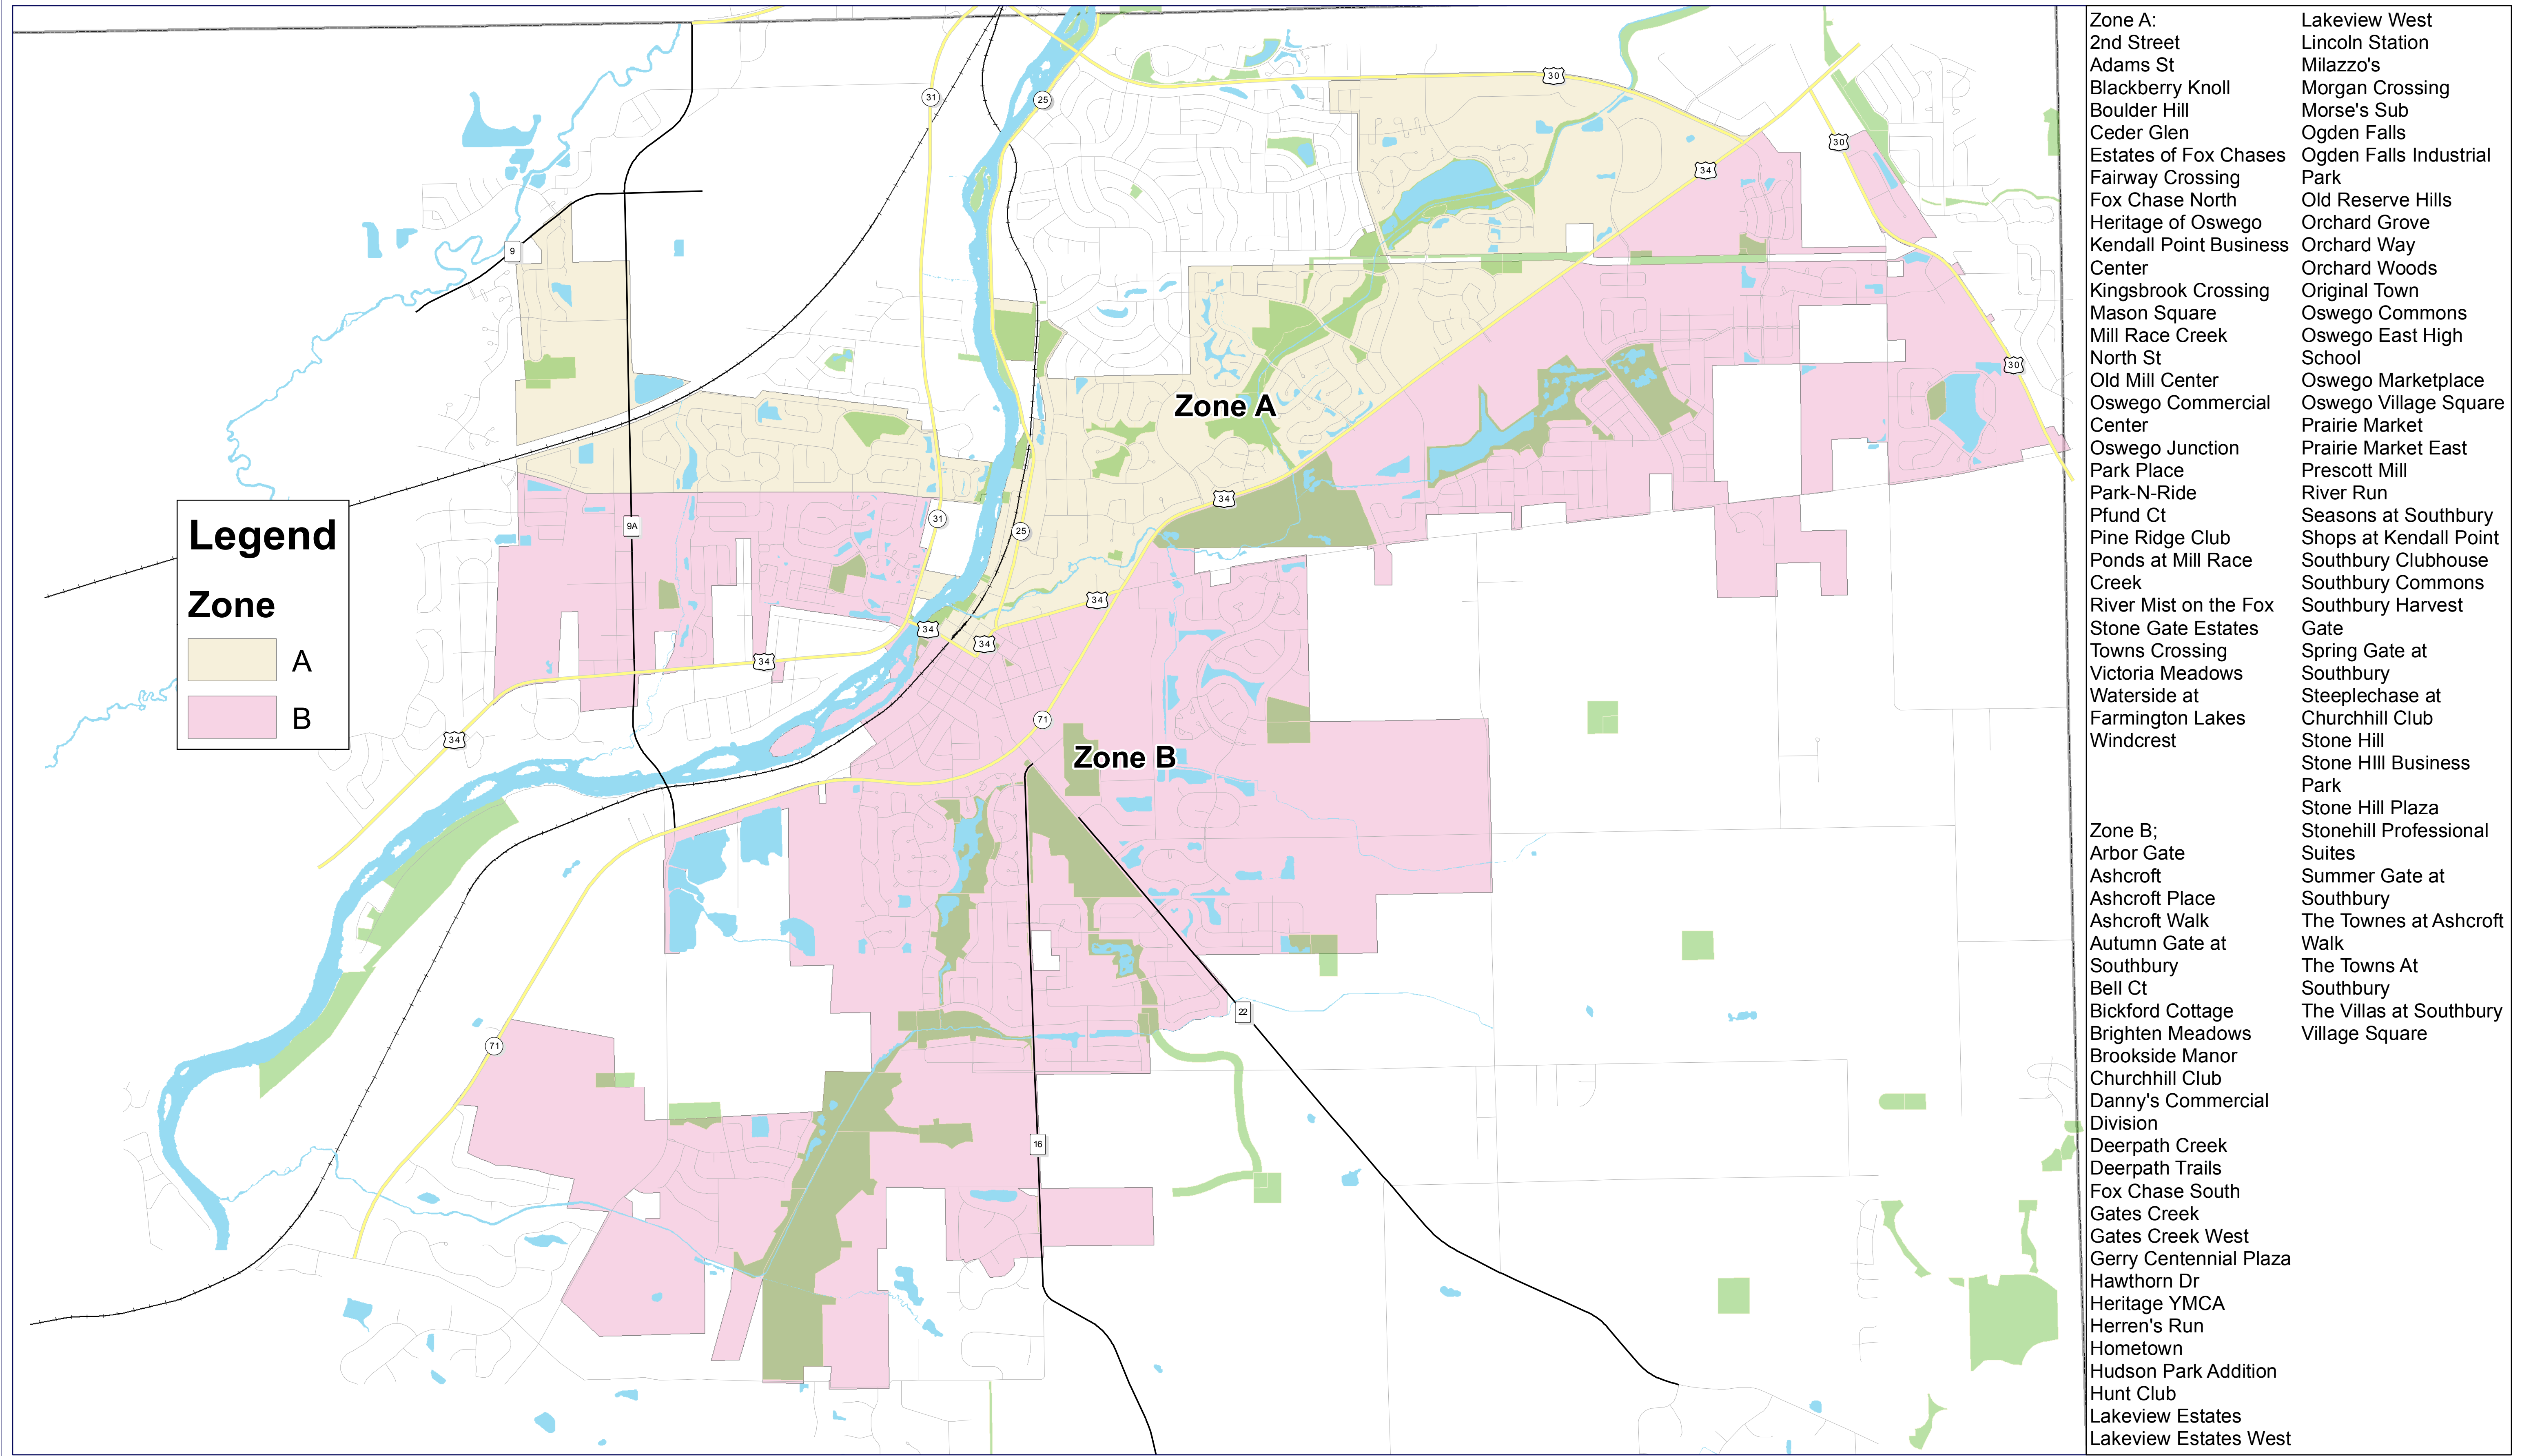 31
25
30
30
34
9
30
Zone A
34
31
25
9A
34
34
34
34
34
71
Zone B
22
71
16
Legend
Zone
A
B
Zone A:
2nd Street
Adams St
Blackberry Knoll
Boulder Hill
Ceder Glen
Estates of Fox Chases
Fairway Crossing
Fox Chase North
Heritage of Oswego
Kendall Point Business
Center
Kingsbrook Crossing
Mason Square
Mill Race Creek
North St
Old Mill Center
Oswego Commercial
Center
Oswego Junction
Park Place
Park-N-Ride
Pfund Ct
Pine Ridge Club
Ponds at Mill Race
Creek
River Mist on the Fox
Stone Gate Estates
Towns Crossing
Victoria Meadows
Waterside at
Farmington Lakes
Windcrest
Zone B;
Arbor Gate
Ashcroft
Ashcroft Place
Ashcroft Walk
Autumn Gate at
Southbury
Bell Ct
Bickford Cottage
Brighten Meadows
Brookside Manor
Churchhill Club
Danny's Commercial
Division
Deerpath Creek
Deerpath Trails
Fox Chase South
Gates Creek
Gates Creek West
Gerry Centennial Plaza
Hawthorn Dr
Heritage YMCA
Herren's Run
Hometown
Hudson Park Addition
Hunt Club
Lakeview Estates
Lakeview Estates West
Lakeview West
Lincoln Station
Milazzo's
Morgan Crossing
Morse's Sub
Ogden Falls
Ogden Falls Industrial
Park
Old Reserve Hills
Orchard Grove
Orchard Way
Orchard Woods
Original Town
Oswego Commons
Oswego East High
School
Oswego Marketplace
Oswego Village Square
Prairie Market
Prairie Market East
Prescott Mill
River Run
Seasons at Southbury
Shops at Kendall Point
Southbury Clubhouse
Southbury Commons
Southbury Harvest
Gate
Spring Gate at
Southbury
Steeplechase at
Churchhill Club
Stone Hill
Stone HIll Business
Park
Stone Hill Plaza
Stonehill Professional
Suites
Summer Gate at
Southbury
The Townes at Ashcroft
Walk
The Towns At
Southbury
The Villas at Southbury
Village Square